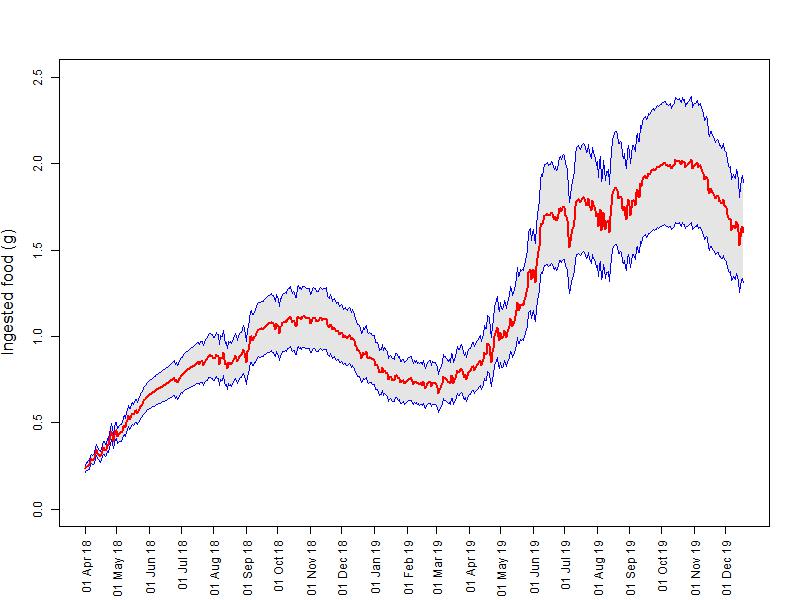 Ingested food (g)
2.5
2.0
1.5
1.0
0.5
0.0
01 Apr 18
01 May 18
01 Jun 18
01 Jul 18
01 Aug 18
01 Sep 18
01 Oct 18
01 Nov 18
01 Dec 18
01 Jan 19
01 Feb 19
01 Mar 19
01 Apr 19
01 May 19
01 Jun 19
01 Jul 19
01 Aug 19
01 Sep 19
01 Oct 19
01 Nov 19
01 Dec 19